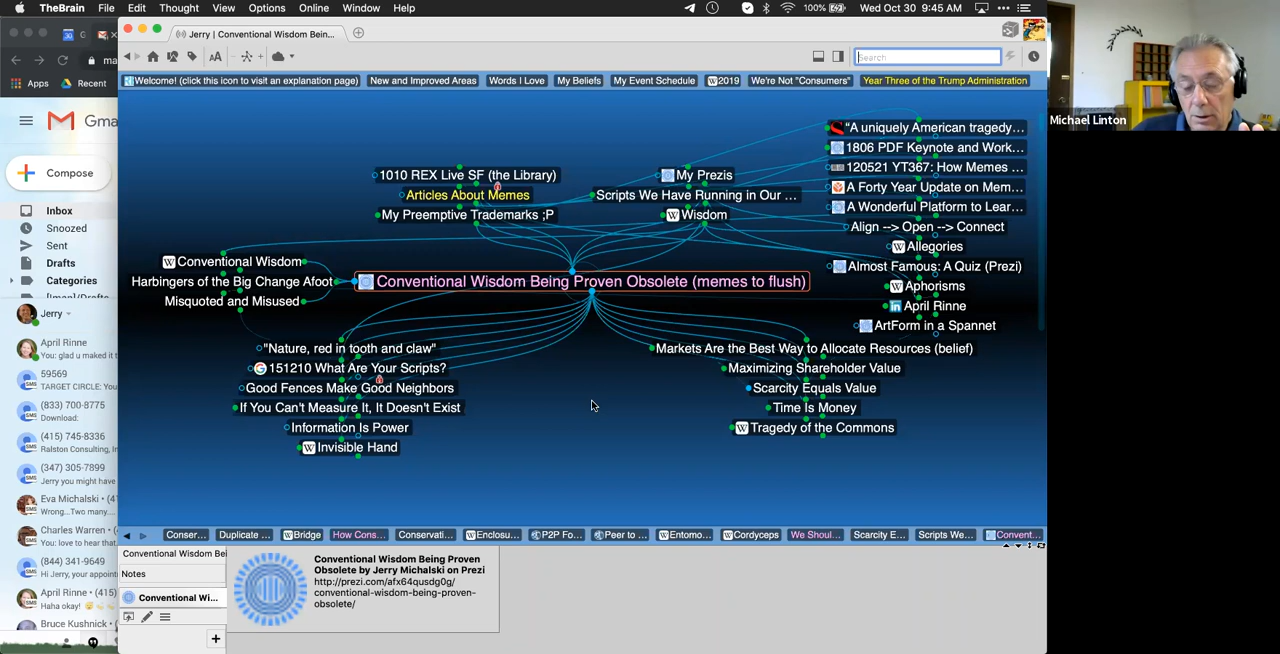 TheBrain File Edit Thought View Options Online Window Help 100% Wed Oct 30 9:45 AM
Jerry | Conventional Wisdom Bein...
Search
Apps Recent
Welcome! (click this icon to visit an explanation page) New and Improved Areas Words I Love My Beliefs My Event Schedule 2019 We're Not "Consumers" Year Three of the Trump Administration
Michael Linton
Gma
Compose
Inbox
Snoozed
Sent
Drafts
Categories
Jerry
April Rinne
You: glad u made it t
59569
TARGET CIRCLE: You
(833) 700-8775
Download:
(415) 745-8336
Ralston Consulting, In
(347) 305-7899
Jerry you might have
Eva Michalski • (41
Wrong...Two many....
Charles Warren • (
You: love to hear that.
(844) 341-9649
Hi Jerry, your appoint
April Rinne • (415)
Haha okay!
Bruce Kushnick •
1010 REX Live SF (the Library)
Articles About Memes
My Preemptive Trademarks ;P
My Prezis
Scripts We Have Running in Our ...
Wisdom
"A uniquely American tragedy...
1806 PDF Keynote and Work...
120521 YT367: How Memes ...
A Forty Year Update on Mem...
A Wonderful Platform to Lear...
Align --> Open --> Connect
Allegories
Almost Famous: A Quiz (Prezi)
Aphorisms
April Rinne
ArtForm in a Spannet
Conventional Wisdom
Harbingers of the Big Change Afoot
Misquoted and Misused
Conventional Wisdom Being Proven Obsolete (memes to flush)
"Nature, red in tooth and claw"
151210 What Are Your Scripts?
Good Fences Make Good Neighbors
If You Can't Measure It, It Doesn't Exist
Information Is Power
Invisible Hand
Markets Are the Best Way to Allocate Resources (belief)
Maximizing Shareholder Value
Scarcity Equals Value
Time Is Money
Tragedy of the Commons
Conser... Duplicate ... Bridge How Cons... Conservati... Enclosu... P2P Fo... Peer to ... Entomo... Cordyceps We Shoul... Scarcity E... Scripts We... Convent...
Conventional Wisdom Bei
Notes
Conventional Wi...
Conventional Wisdom Being Proven
Obsolete by Jerry Michalski on Prezi
http://prezi.com/afx64qusdg0g/
conventional-wisdom-being-proven-
obsolete/